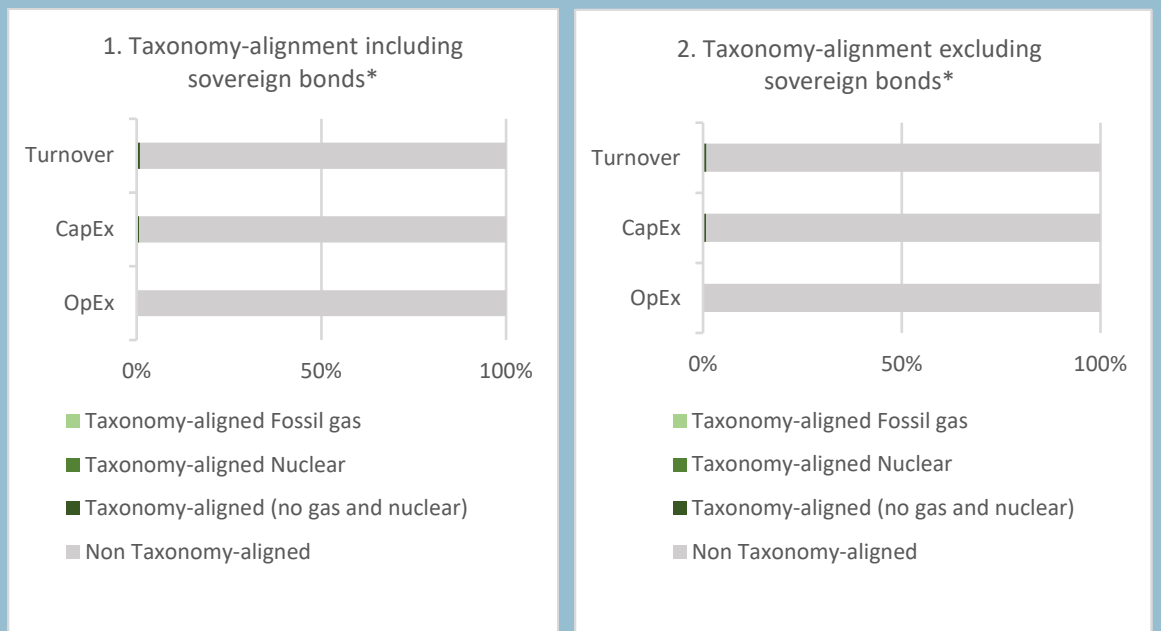 1. Taxonomy-alignment including
sovereign bonds*
Turnover
CapEx
OpEx
0% 50% 100%
Taxonomy-aligned Fossil gas
Taxonomy-aligned Nuclear
Taxonomy-aligned (no gas and nuclear)
Non Taxonomy-aligned
2. Taxonomy-alignment excluding
sovereign bonds*
Turnover
CapEx
OpEx
0% 50% 100%
Taxonomy-aligned Fossil gas
Taxonomy-aligned Nuclear
Taxonomy-aligned (no gas and nuclear)
Non Taxonomy-aligned